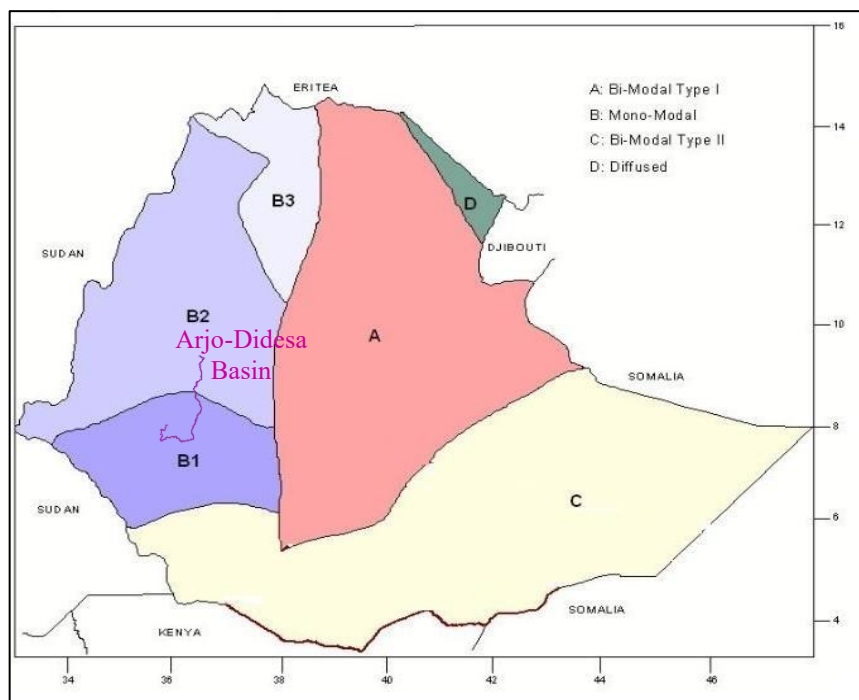 16
ERITEA
A: Bi-Modal Type I
B: Mono-Modal
C: Bi-Modal Type II
D: Diffused
14
B3
D
12
SUDAN
DJIBOUTI
B2
10
Arjo-Didesa
Basin
A
SOMALIA
8
B1
C
SUDAN
6
SOMALIA
KENYA
4
34
36
38
40
42
44
46